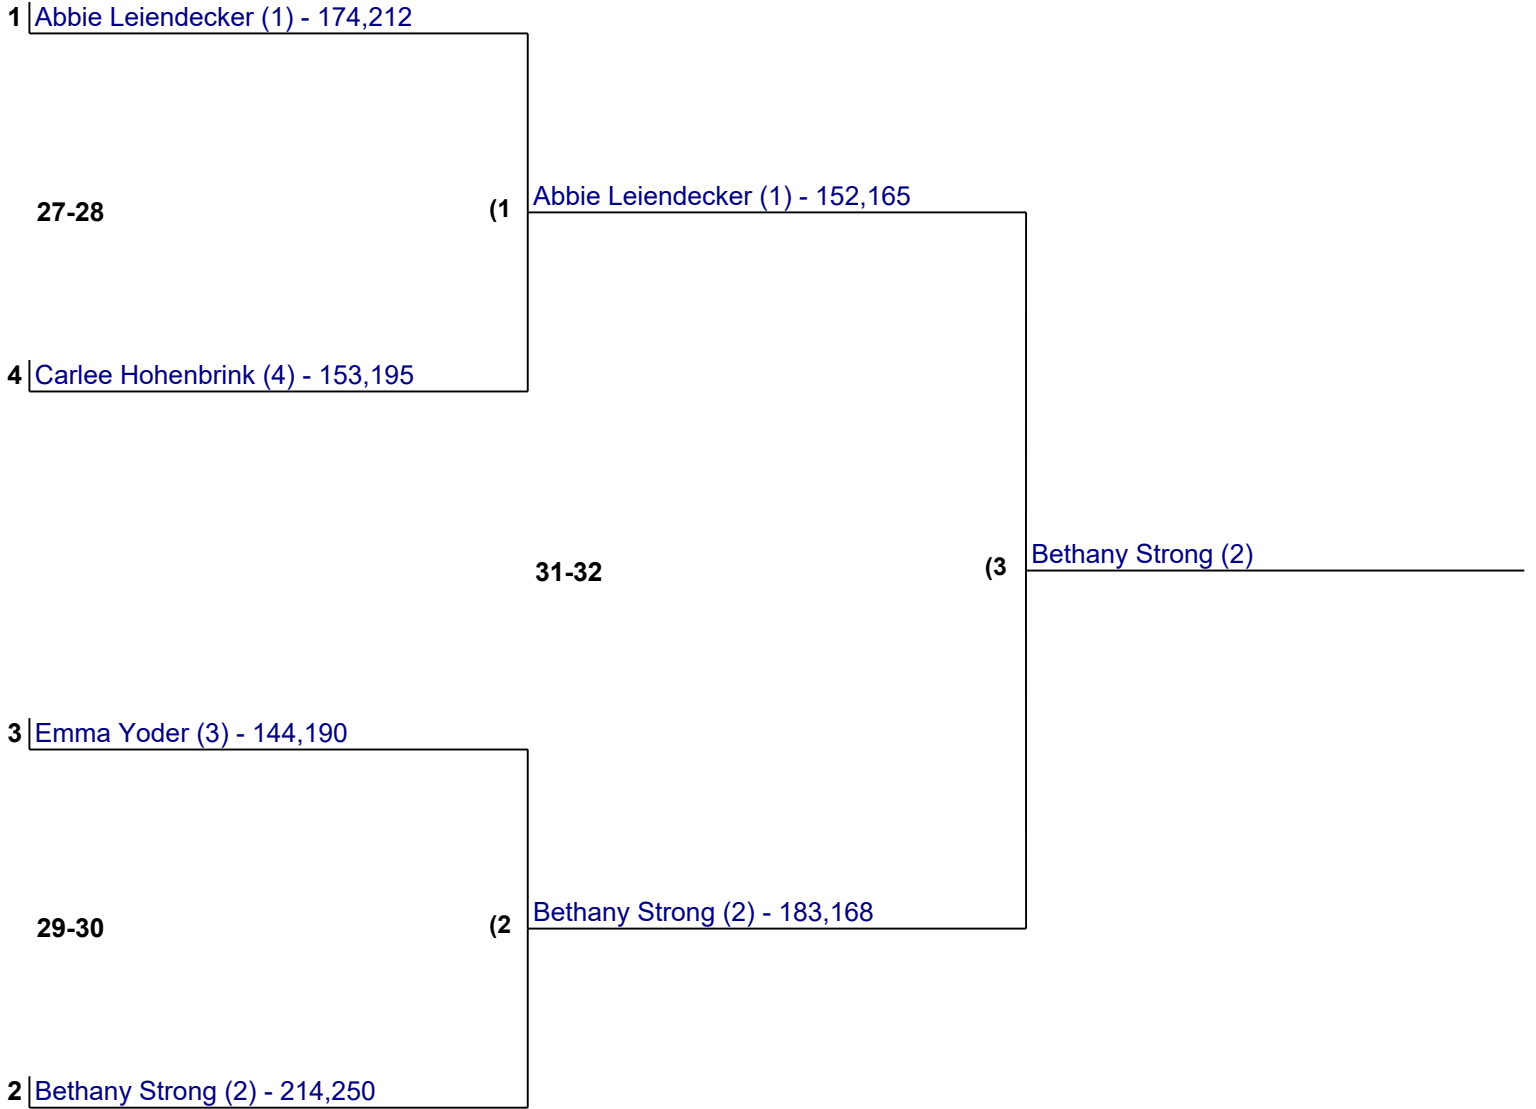 1 Abbie Leiendecker (1) - 174,212
Abbie Leiendecker (1) - 152,165
27-28 (1
4 Carlee Hohenbrink (4) - 153,195
Bethany Strong (2)
31-32 (3
3 Emma Yoder (3) - 144,190
Bethany Strong (2) - 183,168
29-30 (2
2 Bethany Strong (2) - 214,250